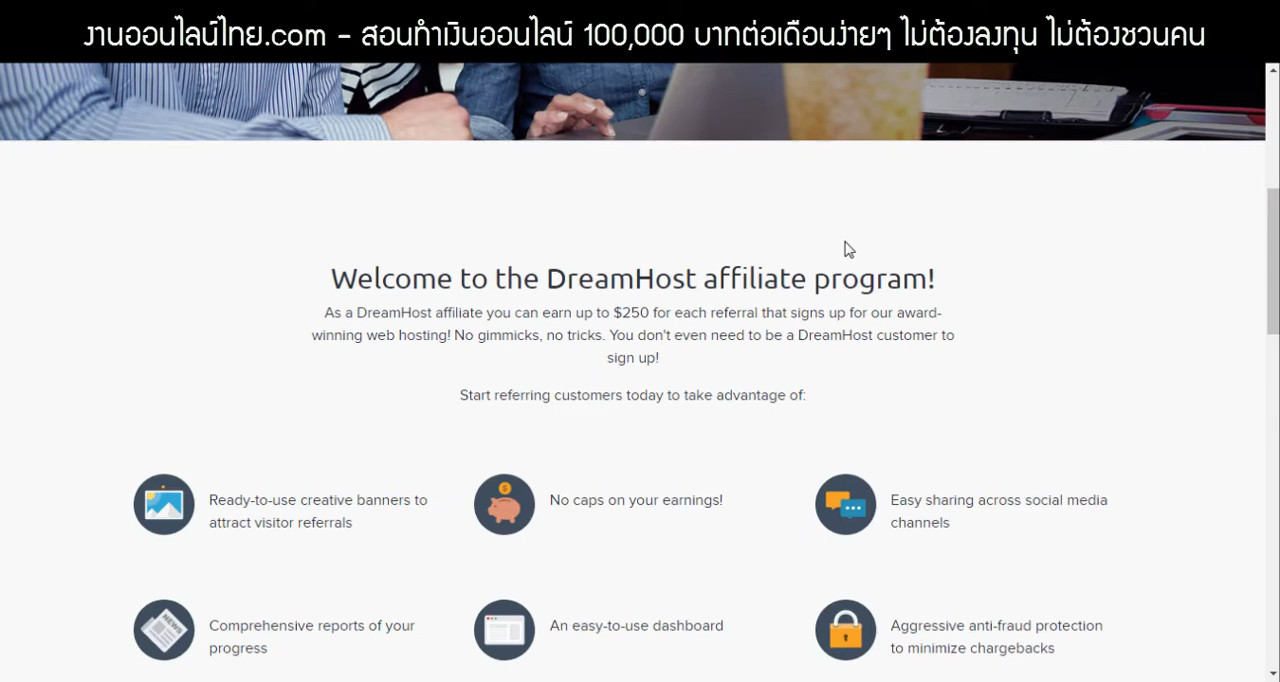 งานออนไลน์ไทย.com - สอนทำเงินออนไลน์ 100,000 บาทต่อเดือนง่ายๆ ไม่ต้องลงทุน ไม่ต้องชวนคน
Welcome to the DreamHost affiliate program!
As a DreamHost affiliate you can earn up to $250 for each referral that signs up for our award-
winning web hosting! No gimmicks, no tricks. You don't even need to be a DreamHost customer to
sign up!
Start referring customers today to take advantage of:
Ready-to-use creative banners to
attract visitor referrals
No caps on your earnings!
Easy sharing across social media
channels
NEWS
Comprehensive reports of your
progress
An easy-to-use dashboard
Aggressive anti-fraud protection
to minimize chargebacks